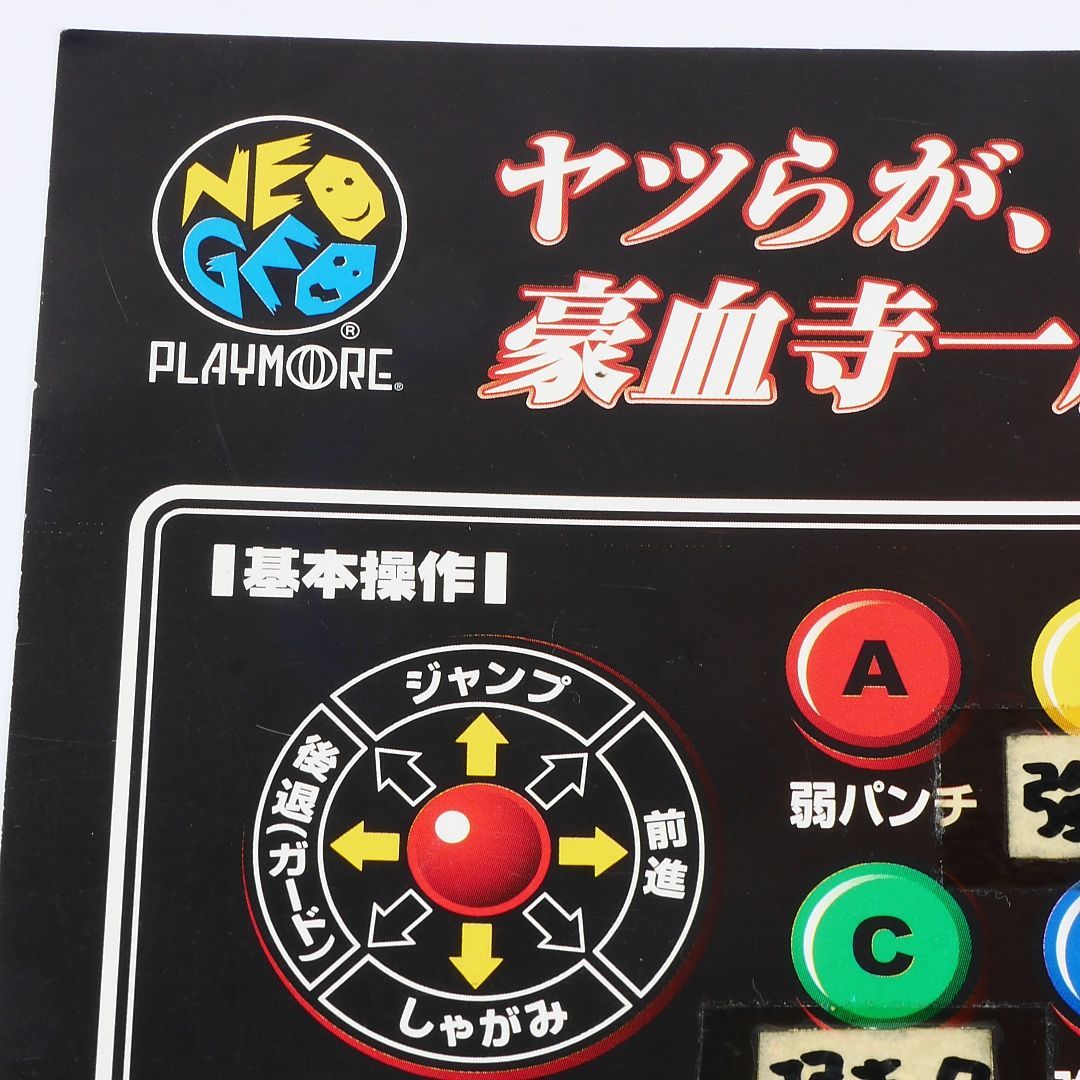 NEO
GEO
®
PLAYMORE®
ヤツらが、
豪血寺一
基本操作
ジャンプ
後退(ガード)
前進
しゃがみ
A
弱パンチ
強
C